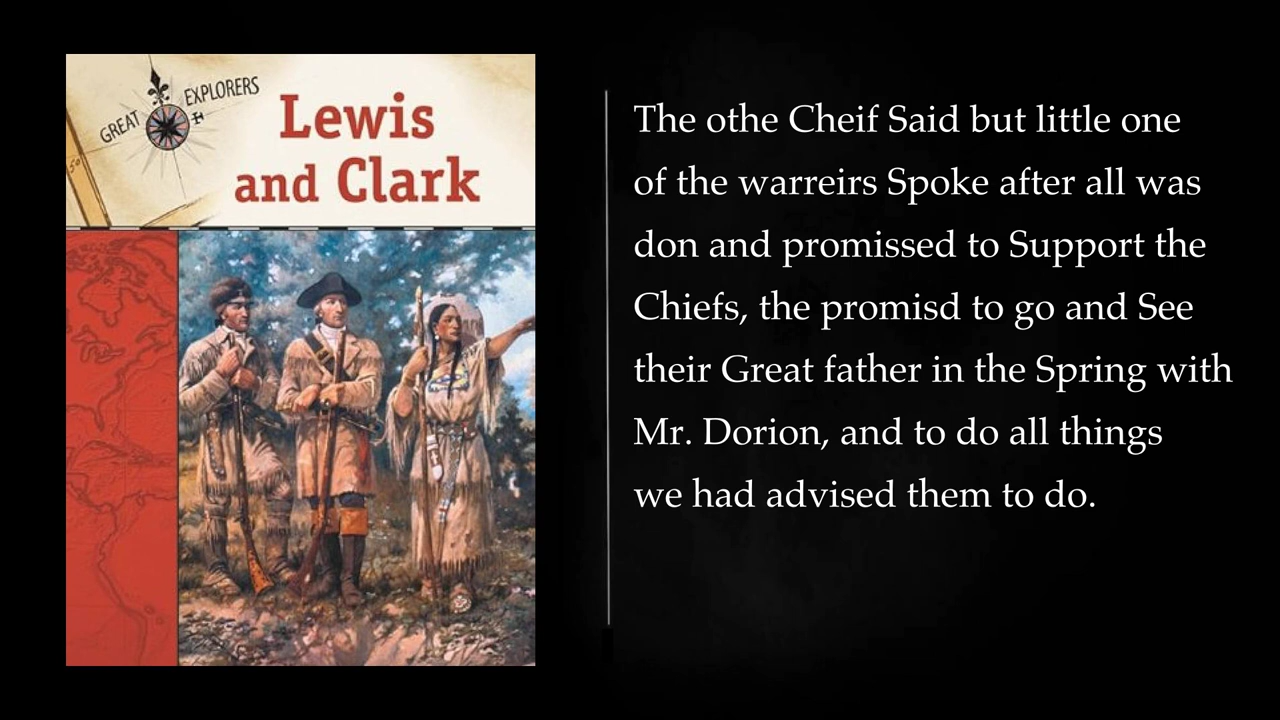 GREAT EXPLORERS
Lewis
and Clark
The othe Cheif Said but little one
of the warreirs Spoke after all was
don and promissed to Support the
Chiefs, the promisd to go and See
their Great father in the Spring with
Mr. Dorion, and to do all things
we had advised them to do.